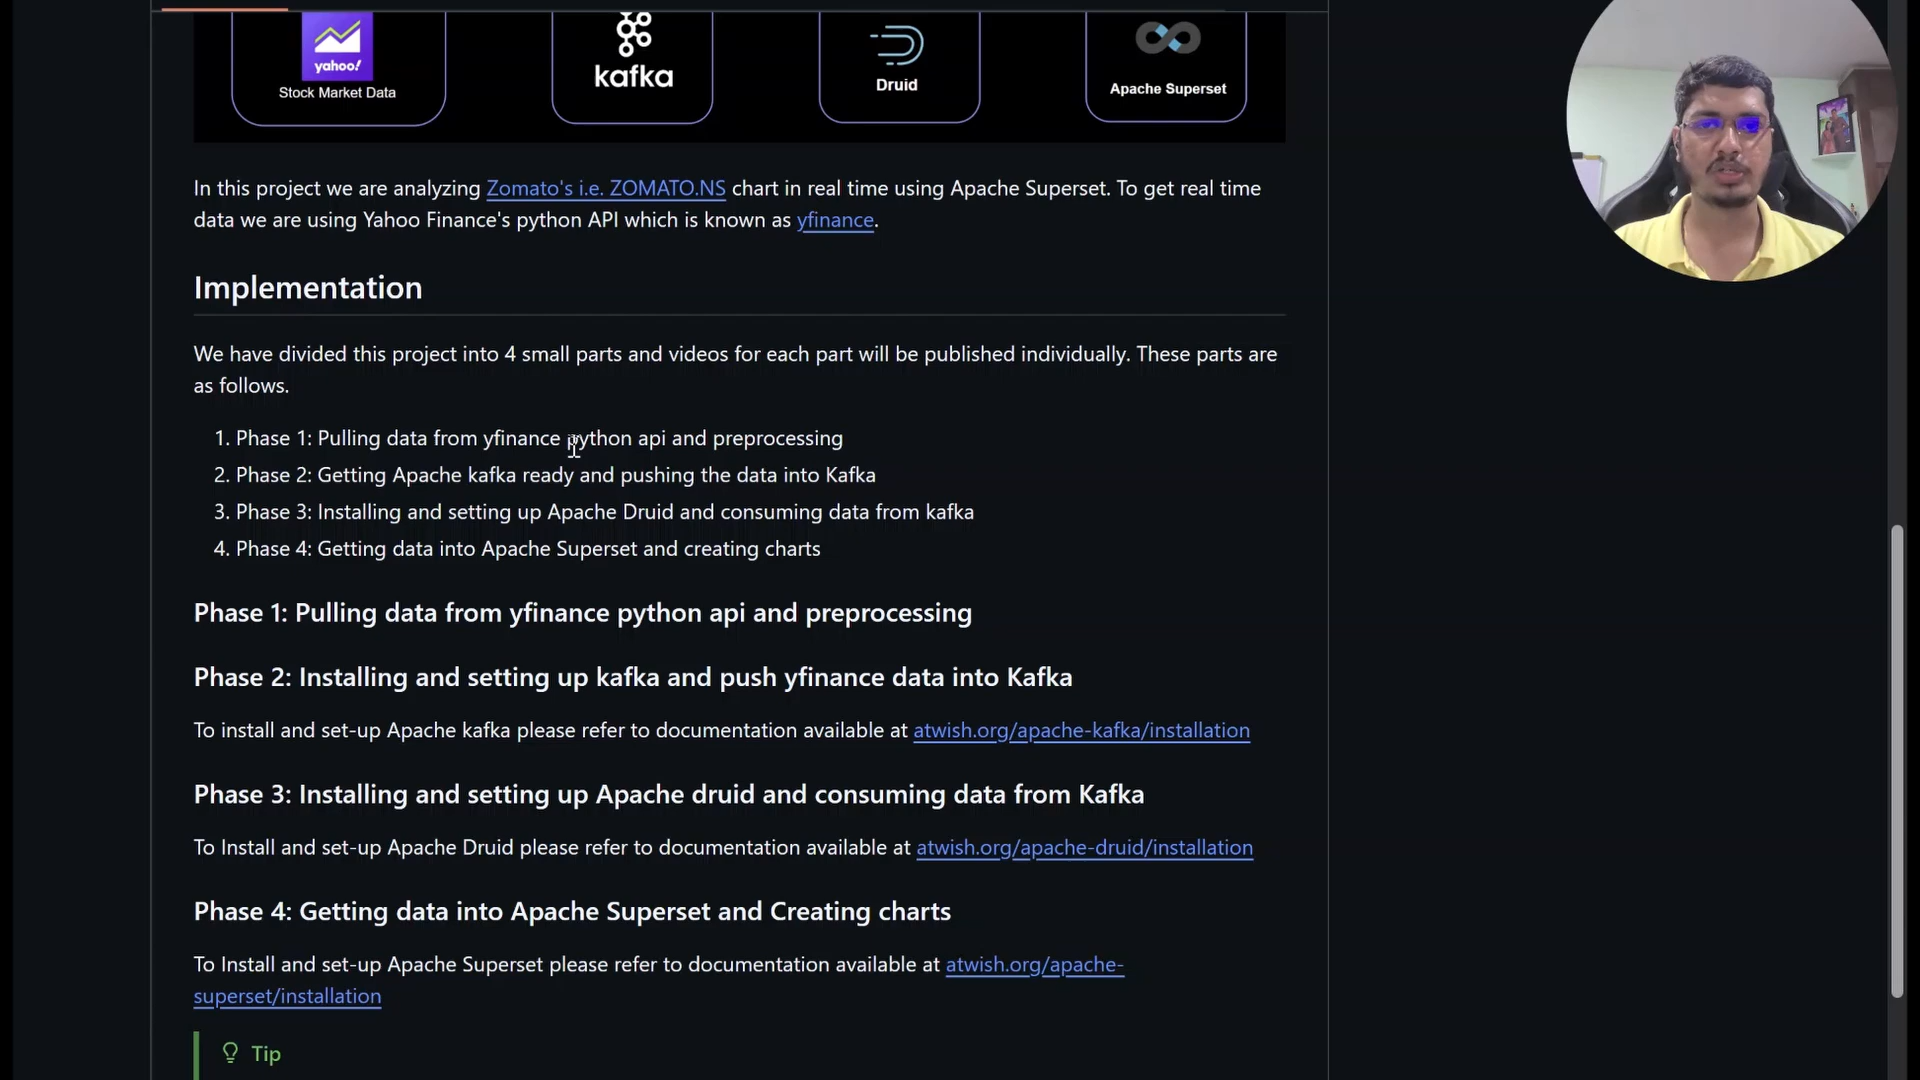 yahoo!
Stock Market Data
kafka
Druid
Apache Superset
In this project we are analyzing Zomato's i.e. ZOMATO.NS chart in real time using Apache Superset. To get real time
data we are using Yahoo Finance's python API which is known as yfinance.
Implementation
We have divided this project into 4 small parts and videos for each part will be published individually. These parts are
as follows.
1. Phase 1: Pulling data from yfinance python api and preprocessing
2. Phase 2: Getting Apache kafka ready and pushing the data into Kafka
3. Phase 3: Installing and setting up Apache Druid and consuming data from kafka
4. Phase 4: Getting data into Apache Superset and creating charts
Phase 1: Pulling data from yfinance python api and preprocessing
Phase 2: Installing and setting up kafka and push yfinance data into Kafka
To install and set-up Apache kafka please refer to documentation available at atwish.org/apache-kafka/installation
Phase 3: Installing and setting up Apache druid and consuming data from Kafka
To Install and set-up Apache Druid please refer to documentation available at atwish.org/apache-druid/installation
Phase 4: Getting data into Apache Superset and Creating charts
To Install and set-up Apache Superset please refer to documentation available at atwish.org/apache-
superset/installation
Tip